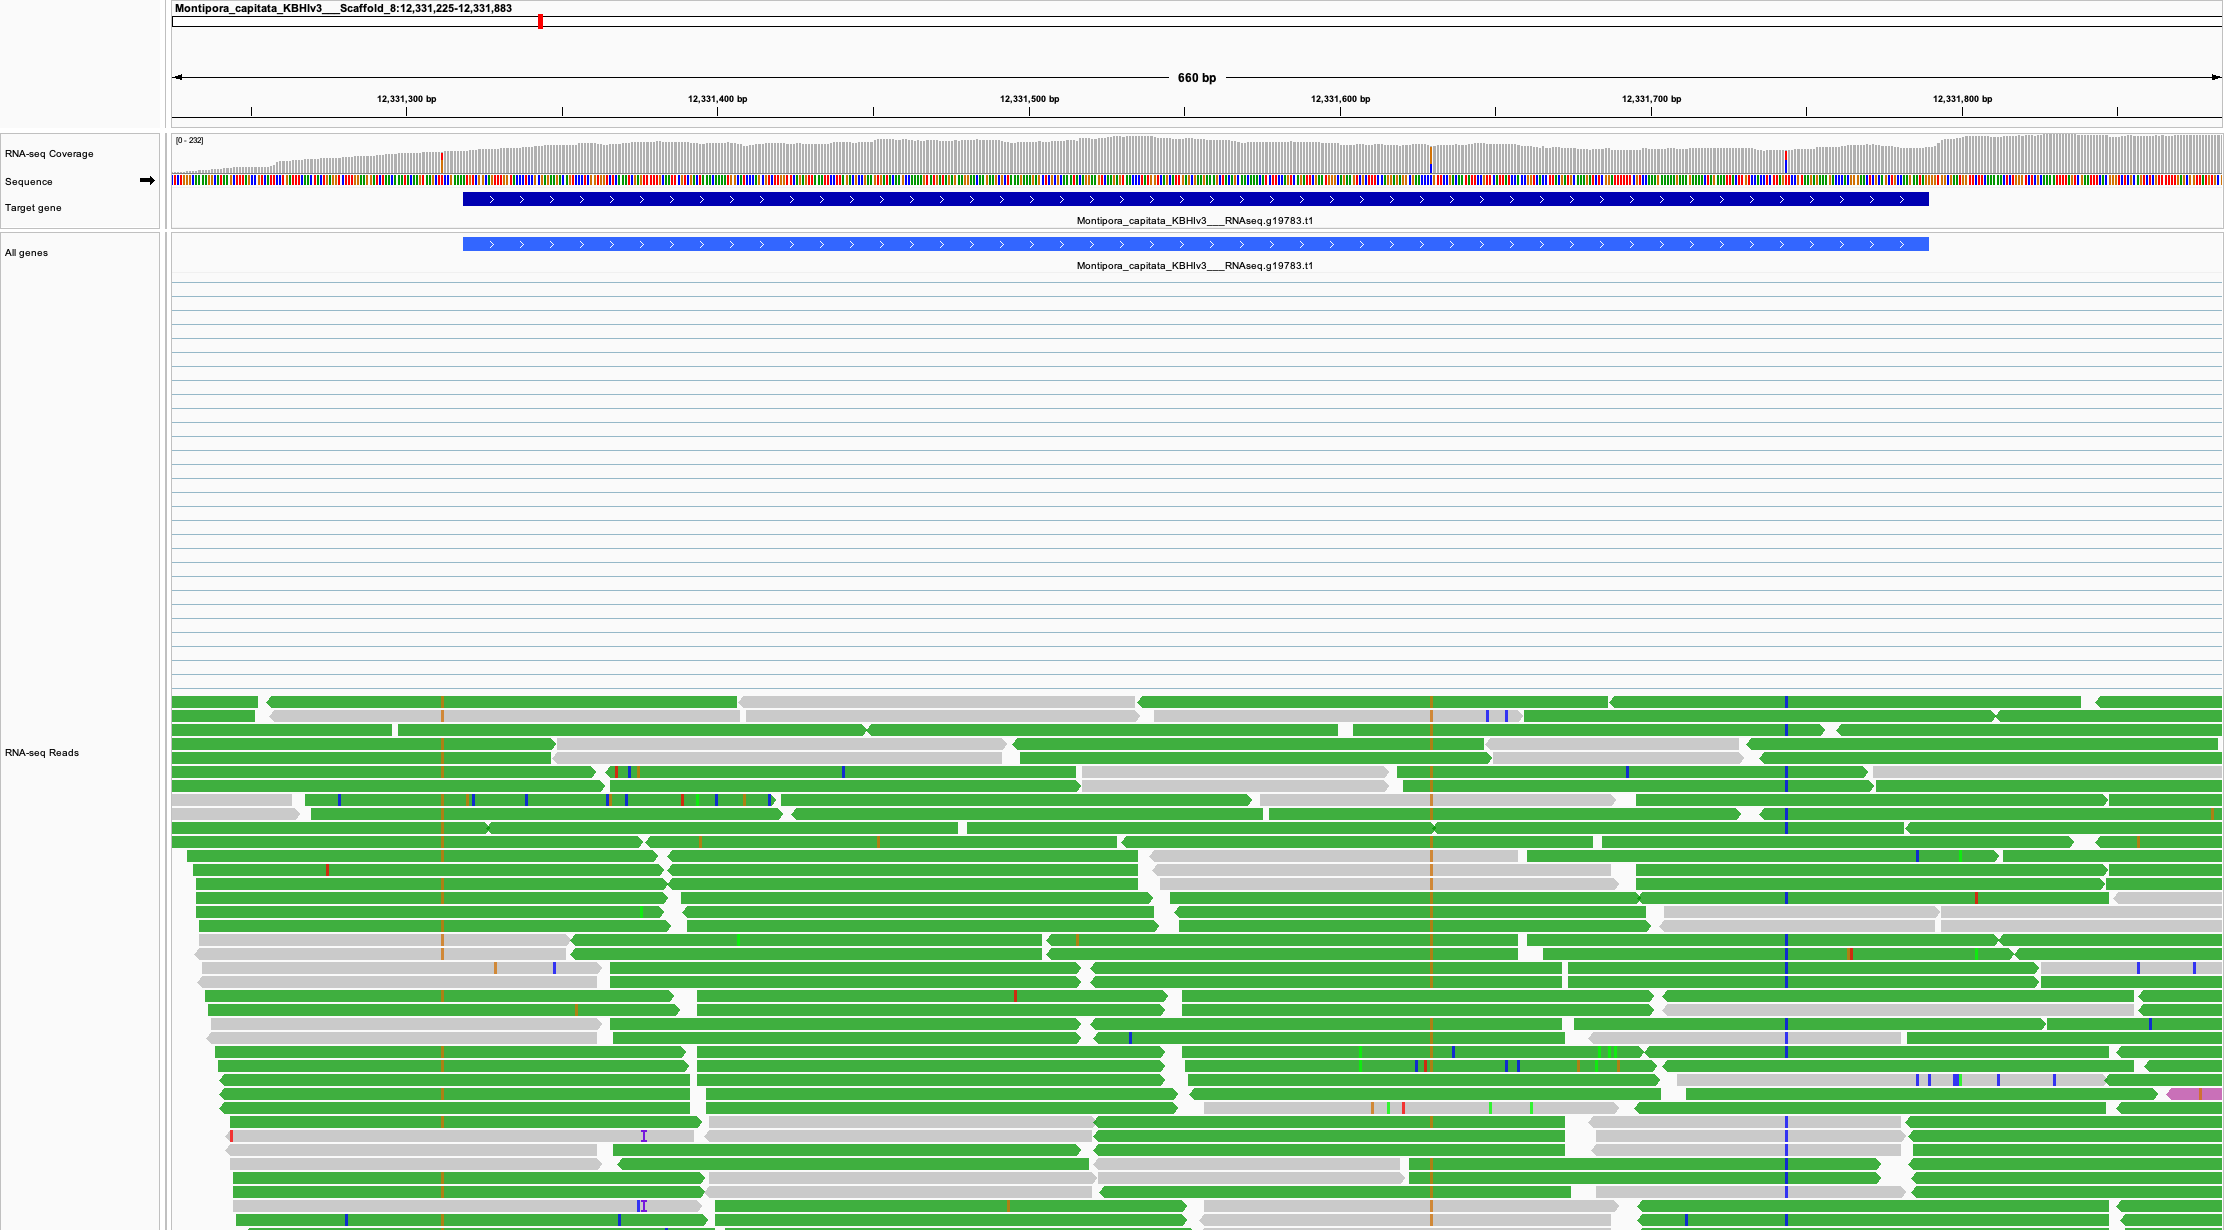 Montipora_capitata_KBHIv3___Scaffold_8:12,331,225-12,331,883
660 bp
12,331,300 bp 12,331,400 bp 12,331,500 bp 12,331,600 bp 12,331,700 bp 12,331,800 bp
[0 - 232]
RNA-seq Coverage
Sequence
Target gene
Montipora_capitata_KBHIv3___RNAseq.g19783.t1
All genes
Montipora_capitata_KBHIv3___RNAseq.g19783.t1
RNA-seq Reads